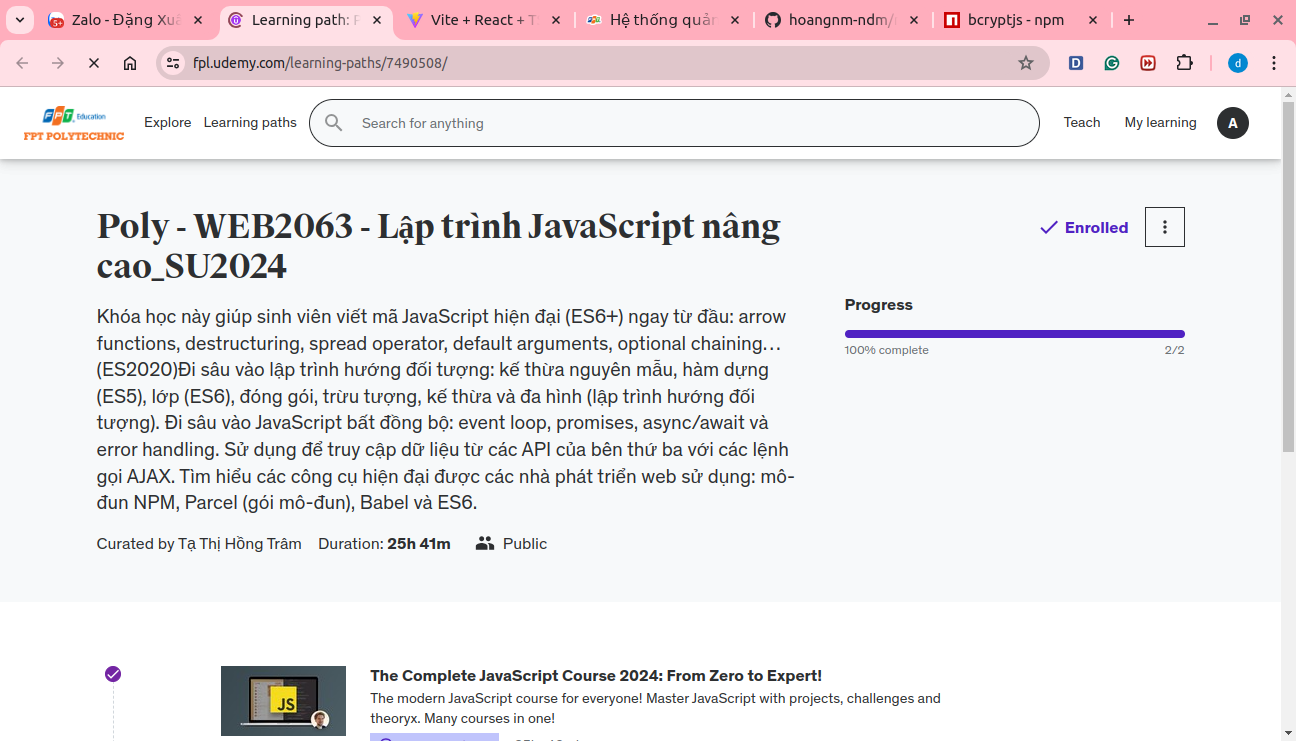 Zalo - Đặng Xuâ
Learning path: P
Vite + React + T
Hệ thống quản
hoangnm-ndm/
bcryptjs - npm
fpl.udemy.com/learning-paths/7490508/
FPT Education
FPT POLYTECHNIC
Explore
Learning paths
Search for anything
Teach
My learning
A
Poly - WEB2063 - Lập trình JavaScript nâng
cao_SU2024
Enrolled
Khóa học này giúp sinh viên viết mã JavaScript hiện đại (ES6+) ngay từ đầu: arrow
functions, destructuring, spread operator, default arguments, optional chaining…
(ES2020)Đi sâu vào lập trình hướng đối tượng: kế thừa nguyên mẫu, hàm dựng
(ES5), lớp (ES6), đóng gói, trừu tượng, kế thừa và đa hình (lập trình hướng đối
tượng). Đi sâu vào JavaScript bất đồng bộ: event loop, promises, async/await và
error handling. Sử dụng để truy cập dữ liệu từ các API của bên thứ ba với các lệnh
gọi AJAX. Tìm hiểu các công cụ hiện đại được các nhà phát triển web sử dụng: mô-
đun NPM, Parcel (gói mô-đun), Babel và ES6.
Progress
100% complete
2/2
Curated by Tạ Thị Hồng Trâm
Duration: 25h 41m
Public
JS
The Complete JavaScript Course 2024: From Zero to Expert!
The modern JavaScript course for everyone! Master JavaScript with projects, challenges and
theoryx. Many courses in one!